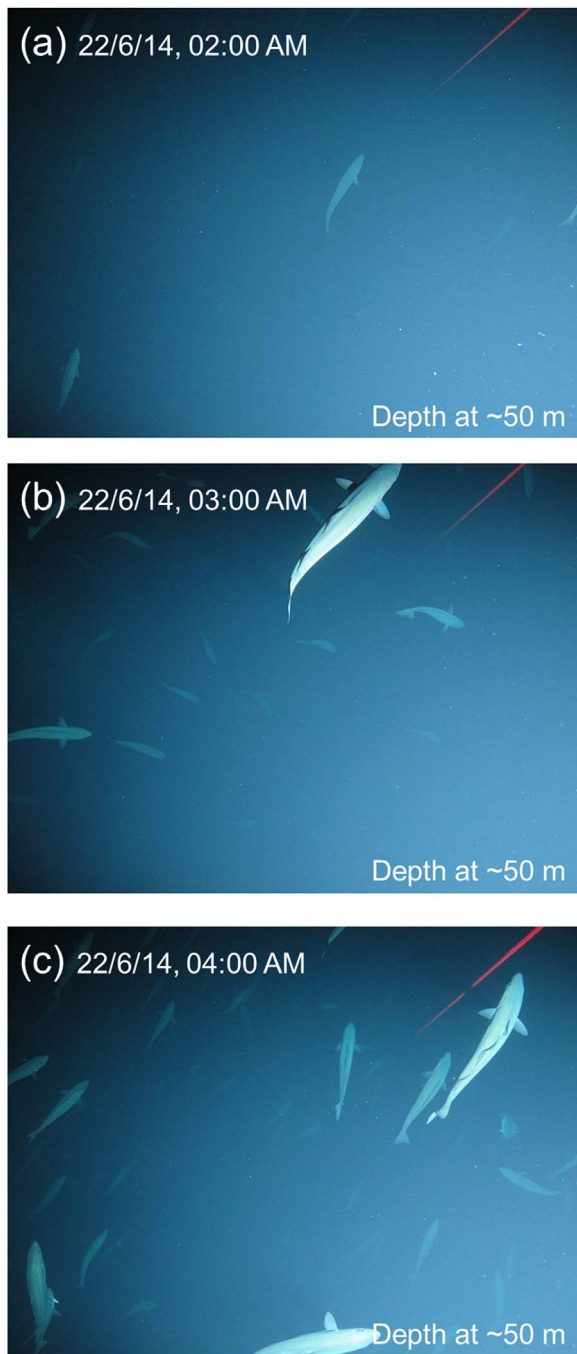 (a) 22/6/14, 02:00 AM
Depth at ~50 m
(b) 22/6/14, 03:00 AM
Depth at ~50 m
(c) 22/6/14, 04:00 AM
Depth at ~50 m